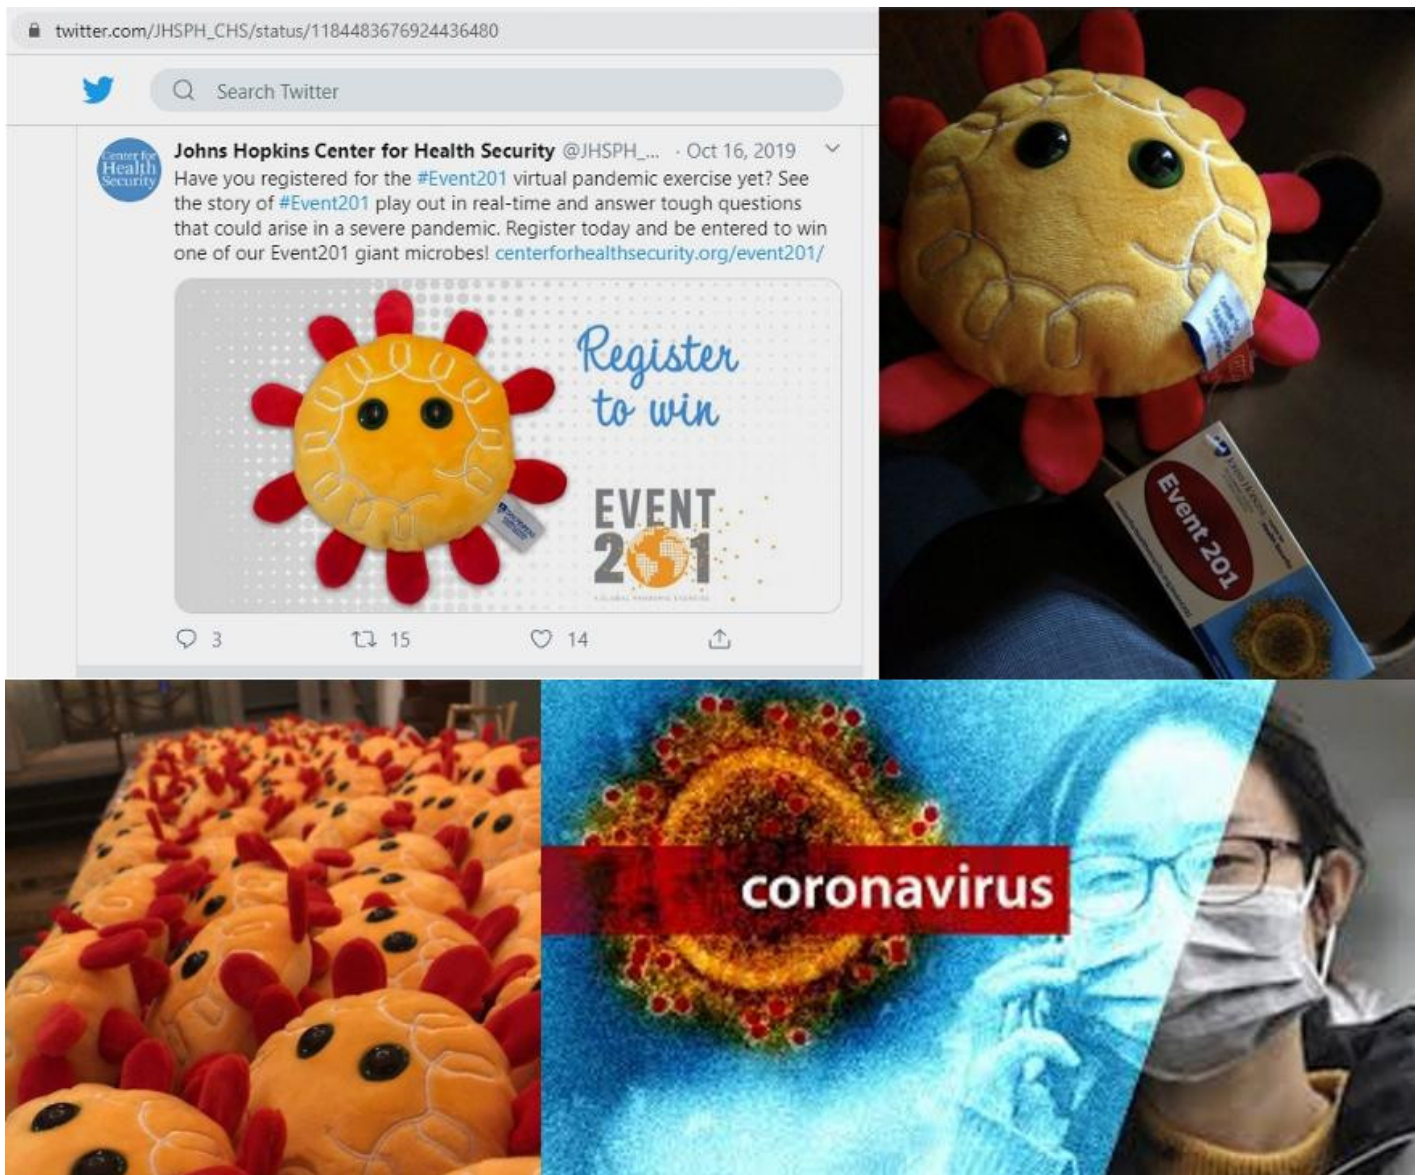 twitter.com/JHSPH_CHS/status/1184483676924436480
Search Twitter
Center for
Health
Security
Johns Hopkins Center for Health Security @JHSPH_... · Oct 16, 2019
Have you registered for the #Event201 virtual pandemic exercise yet? See
the story of #Event201 play out in real-time and answer tough questions
that could arise in a severe pandemic. Register today and be entered to win
one of our Event201 giant microbes! centerforhealthsecurity.org/event201/
Register
to win
EVENT
201
A GLOBAL PANDEMIC EXERCISE
3
15
14
Event 201
coronavirus